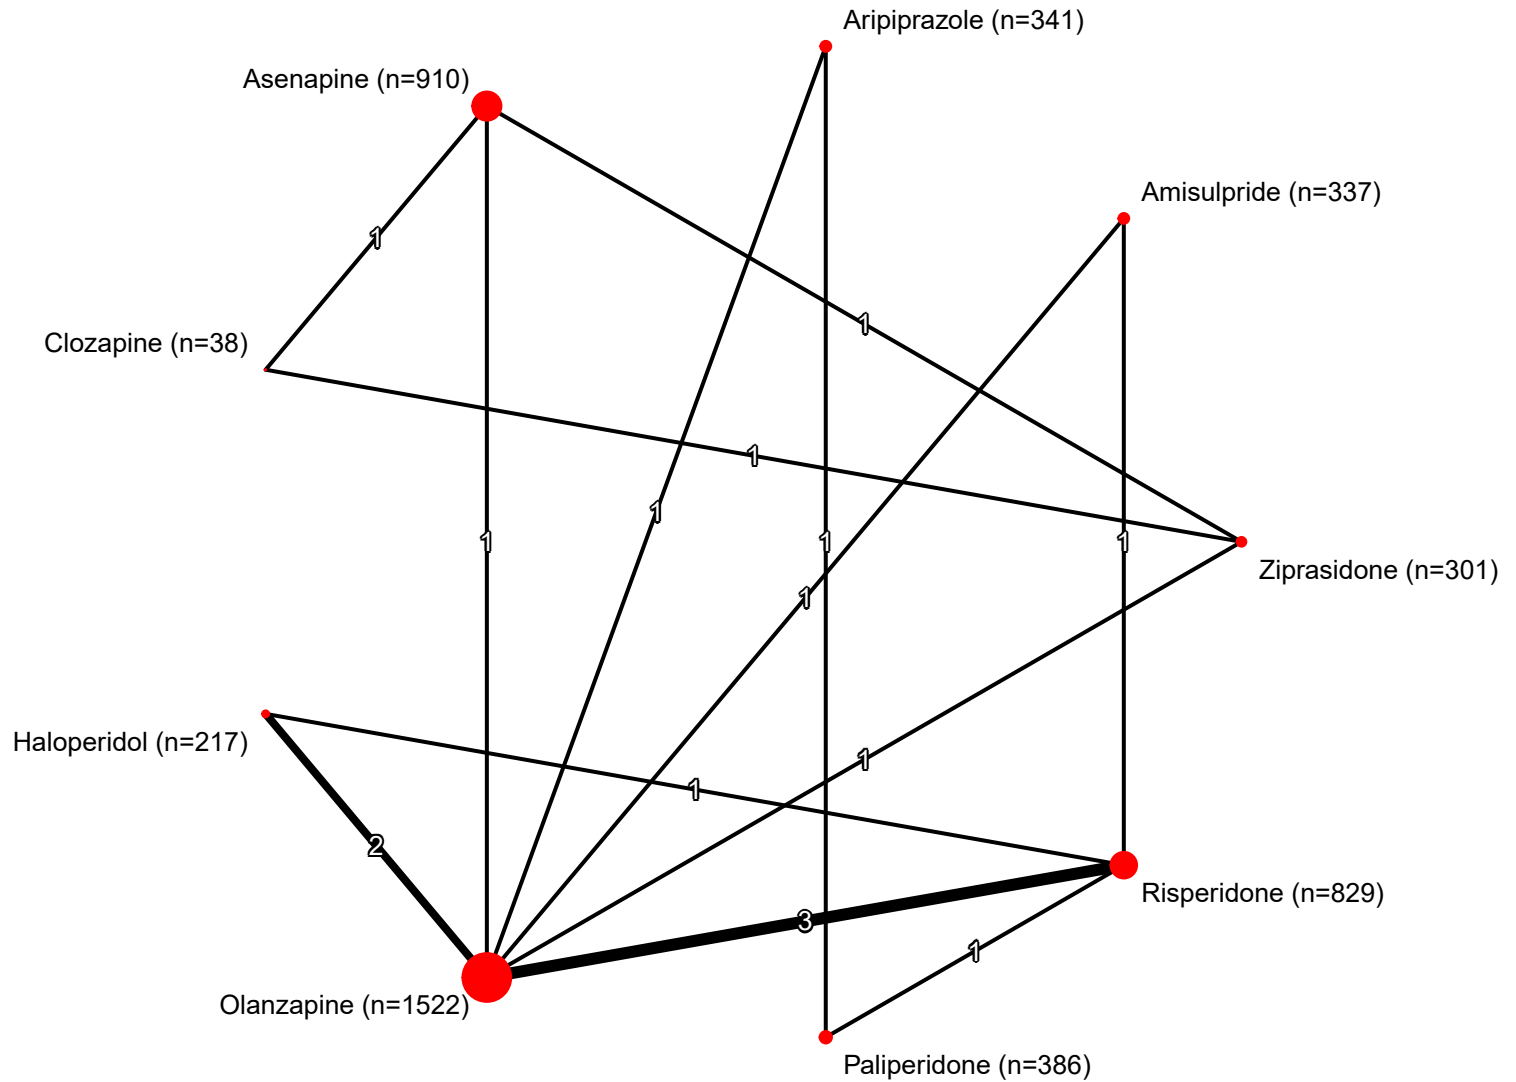 Aripiprazole (n=341)
Asenapine (n=910)
Amisulpride (n=337)
1
1
Clozapine (n=38)
1
1
1
1
1
1
Ziprasidone (n=301)
1
Haloperidol (n=217)
1
1
2
Risperidone (n=829)
3
1
Olanzapine (n=1522)
Paliperidone (n=386)